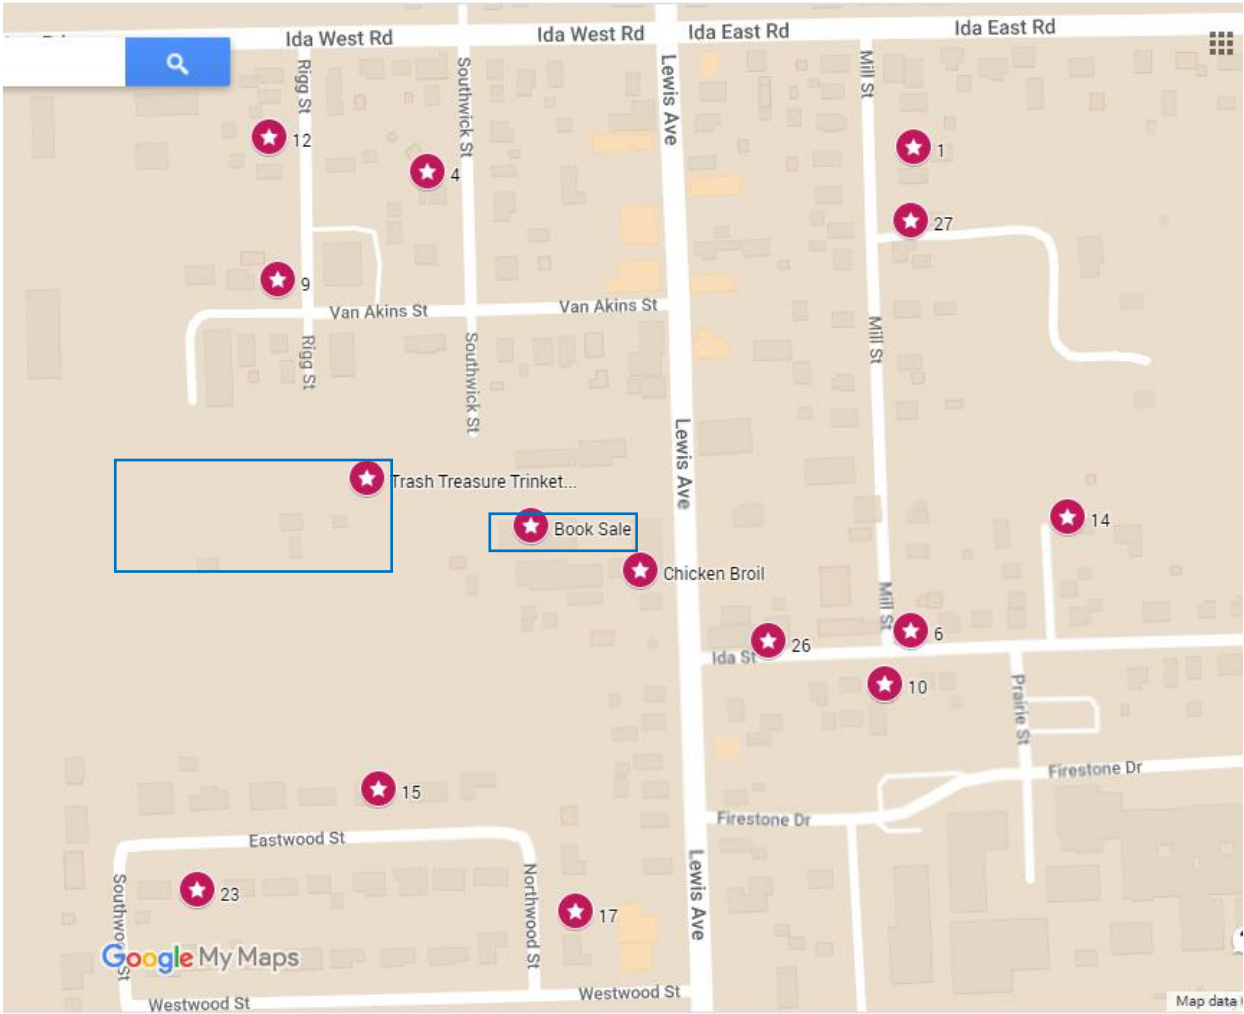 Ida West Rd
Ida West Rd
Ida East Rd
Ida East Rd
Rigg St
Southwick St
Lewis Ave
Mill St
12
4
1
27
9
Van Akins St
Van Akins St
Rigg St
Southwick St
Mill St
Lewis Ave
Trash Treasure Trinket...
Book Sale
14
Chicken Broil
Mill St
6
26
Ida St
10
Prairie St
Firestone Dr
15
Firestone Dr
Eastwood St
Lewis Ave
23
Northwood St
17
Google My Maps
Westwood St
Westwood St
Map data